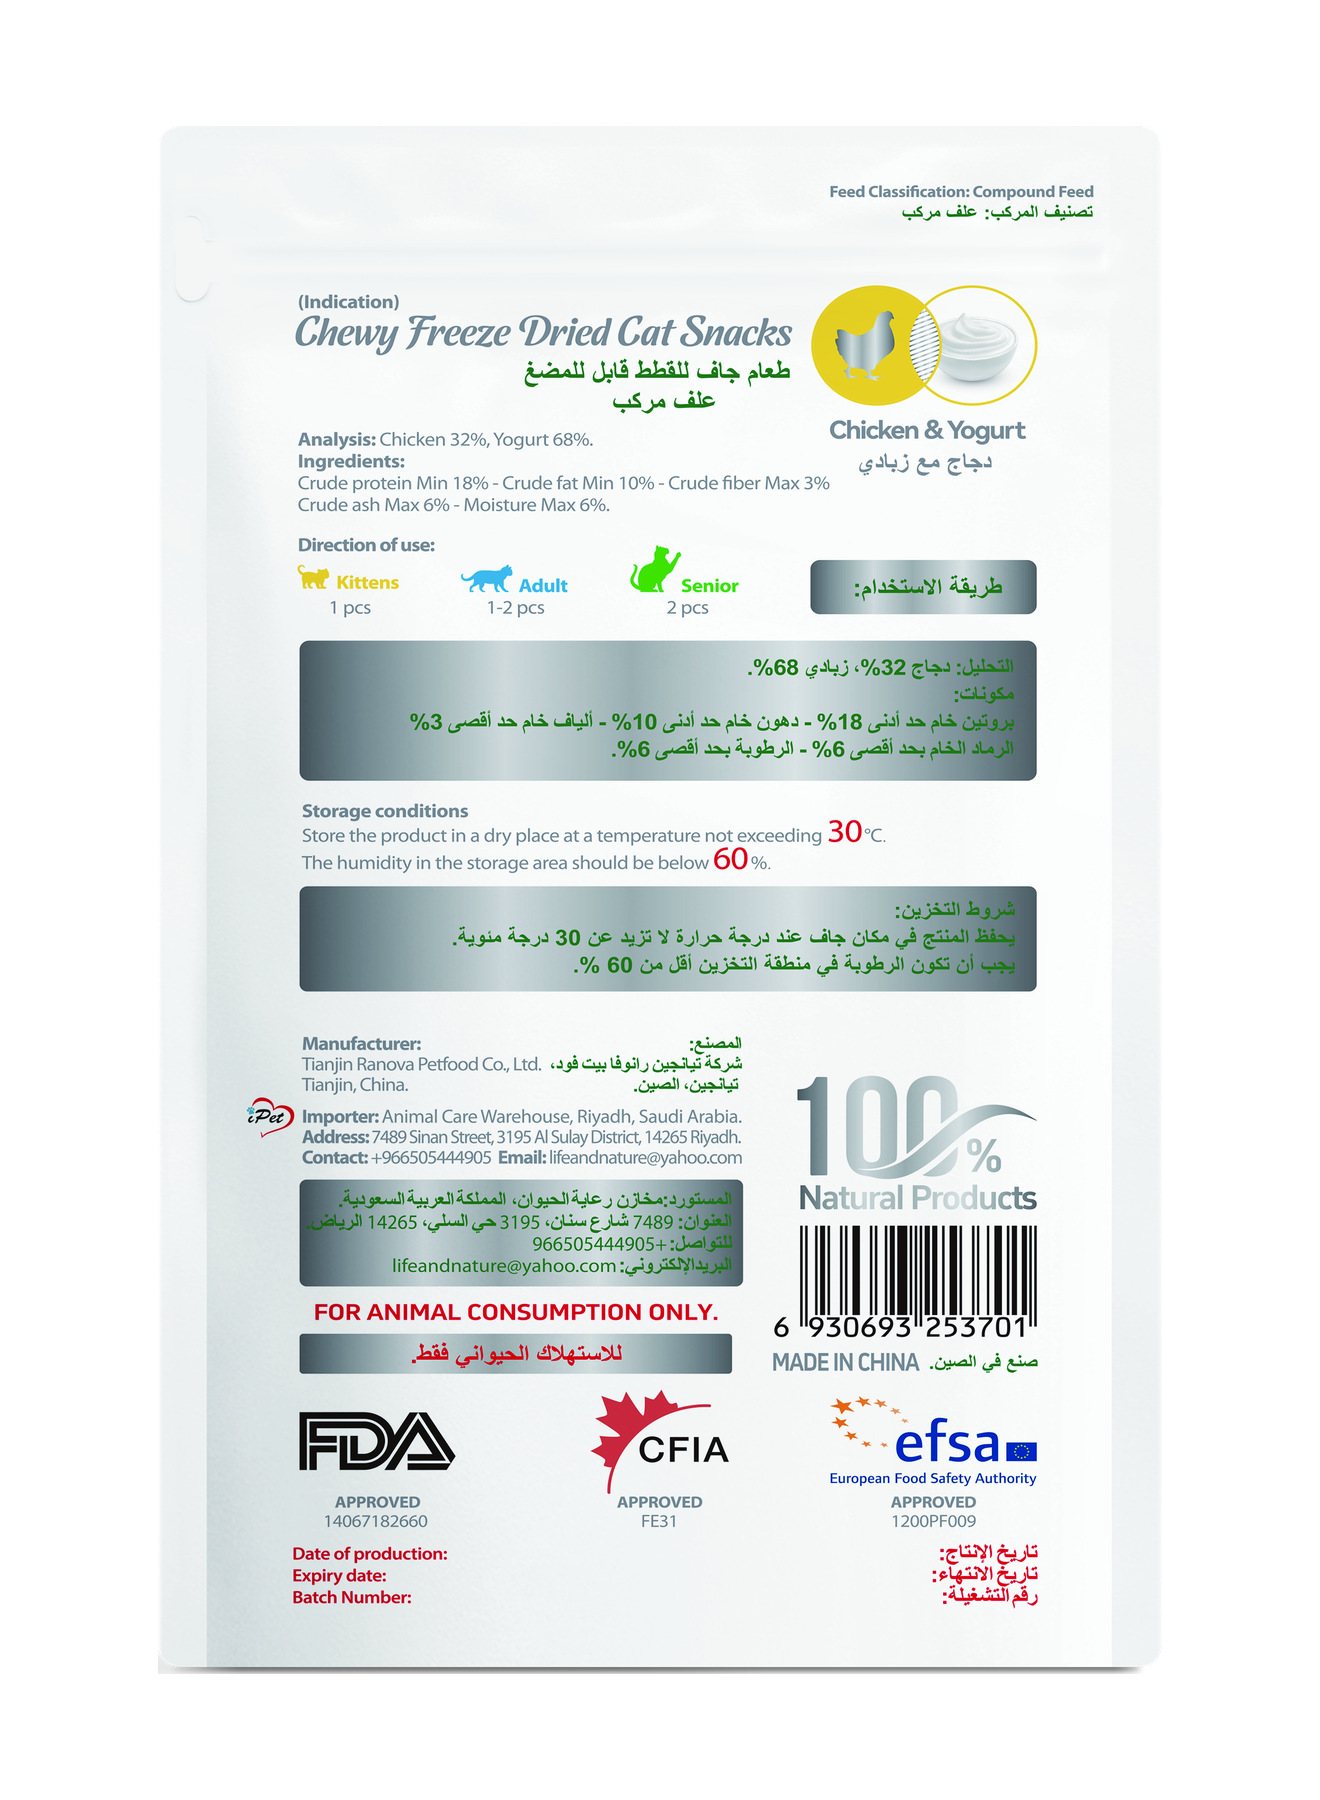 Feed Classification: Compound Feed
تصنيف المركب: علف مركب
(Indication)
Chewy Freeze Dried Cat Snacks
طعام جاف للقطط قابل للمضغ
علف مركب
Chicken & Yogurt
دجاج مع زبادي
Analysis: Chicken 32%, Yogurt 68%.
Ingredients:
Crude protein Min 18% - Crude fat Min 10% - Crude fiber Max 3%
Crude ash Max 6% - Moisture Max 6%.
Direction of use:
Kittens
1 pcs
Adult
1-2 pcs
Senior
2 pcs
طريقة الاستخدام:
التحليل: دجاج 32%، زبادي 68%.
مكونات:
بروتين خام حد أدنى 18% - دهون خام حد أدنى 10% - ألياف خام حد أقصى 3%
الرماد الخام بحد أقصى 6% - الرطوبة بحد أقصى 6%.
Storage conditions
Store the product in a dry place at a temperature not exceeding 30°C.
The humidity in the storage area should be below 60%.
شروط التخزين:
يحفظ المنتج في مكان جاف عند درجة حرارة لا تزيد عن 30 درجة مئوية.
يجب أن تكون الرطوبة في منطقة التخزين أقل من 60 %.
Manufacturer:
Tianjin Ranova Petfood Co., Ltd.
Tianjin, China.
المصنع:
شركة تيانجين رانوفا بيت فود،
تيانجين، الصين.
iPet
Importer: Animal Care Warehouse, Riyadh, Saudi Arabia.
Address: 7489 Sinan Street, 3195 Al Sulay District, 14265 Riyadh.
Contact: +966505444905 Email: lifeandnature@yahoo.com
المستورد:مخازن رعاية الحيوان، المملكة العربية السعودية.
العنوان: 7489 شارع سنان، 3195 حي السلي، 14265 الرياض.
للتواصل: +966505444905
البريدالإلكتروني: lifeandnature@yahoo.com
FOR ANIMAL CONSUMPTION ONLY.
للاستهلاك الحيواني فقط.
100%
Natural Products
6 930693 253701
MADE IN CHINA صنع في الصين.
FDA
APPROVED
14067182660
CFIA
APPROVED
FE31
efsa
European Food Safety Authority
APPROVED
1200PF009
Date of production:
Expiry date:
Batch Number:
تاريخ الإنتاج:
تاريخ الانتهاء:
رقم التشغيلة: